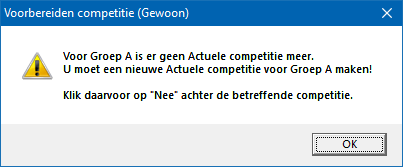 Voorbereiden competitie (Gewoon)
Voor Groep A is er geen Actuele competitie meer.
U moet een nieuwe Actuele competitie voor Groep A maken!
Klik daarvoor op "Nee" achter de betreffende competitie.
OK